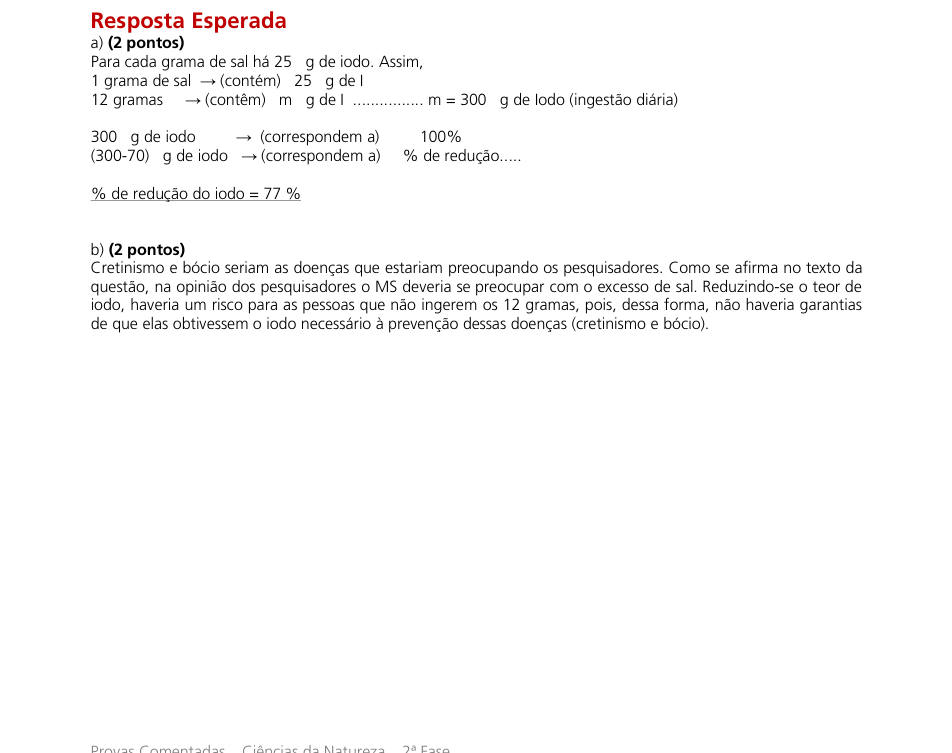 Resposta Esperada
a) (2 pontos)
Para cada grama de sal há 25 g de iodo. Assim,
1 grama de sal → (contém) 25 g de I
12 gramas → (contêm) m g de I ............... m = 300 g de Iodo (ingestão diária)
300 g de iodo → (correspondem a) 100%
(300-70) g de iodo → (correspondem a) % de redução.....
% de redução do iodo = 77 %
b) (2 pontos)
Cretinismo e bócio seriam as doenças que estariam preocupando os pesquisadores. Como se afirma no texto da
questão, na opinião dos pesquisadores o MS deveria se preocupar com o excesso de sal. Reduzindo-se o teor de
iodo, haveria um risco para as pessoas que não ingerem os 12 gramas, pois, dessa forma, não haveria garantias
de que elas obtivessem o iodo necessário à prevenção dessas doenças (cretinismo e bócio).
Provas Comentadas Ciências da Natureza 2ª Fase